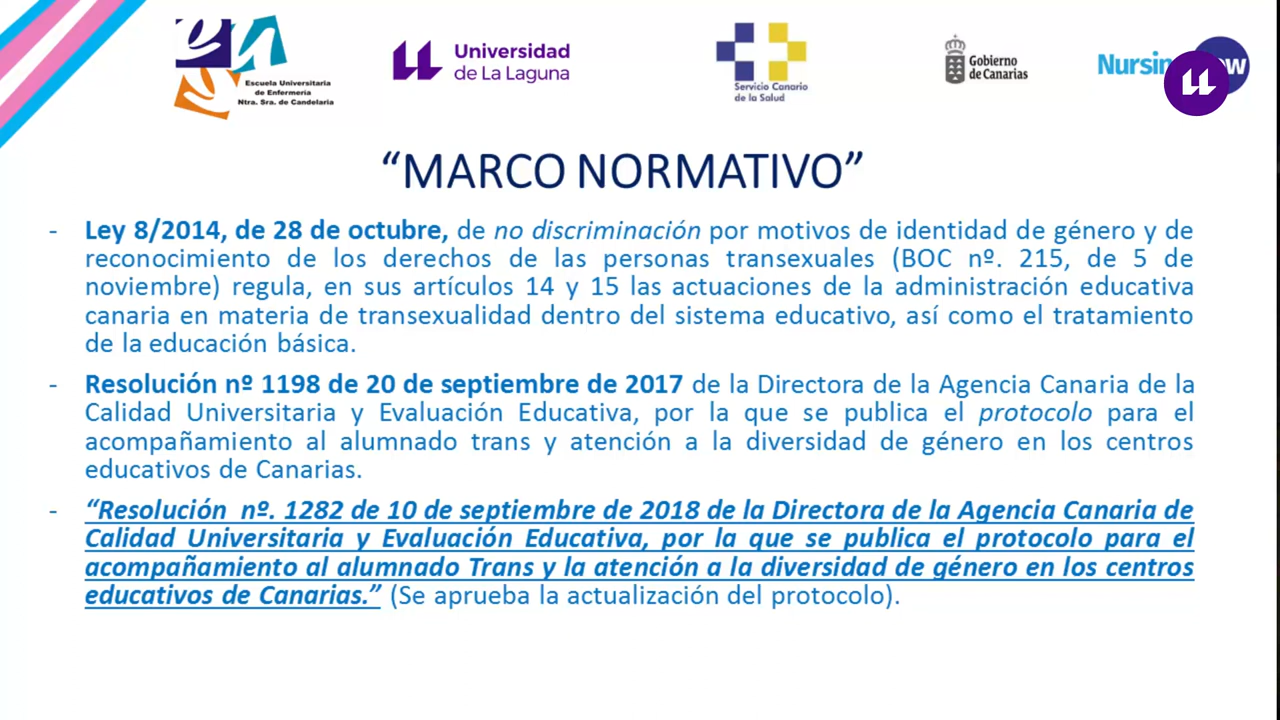 Escuela Universitaria
de Enfermería
Ntra. Sra. de Candelaria
Universidad
de La Laguna
Servicio Canario
de la Salud
Gobierno
de Canarias
“MARCO NORMATIVO”
- Ley 8/2014, de 28 de octubre, de no discriminación por motivos de identidad de género y de
reconocimiento de los derechos de las personas transexuales (BOC nº. 215, de 5 de
noviembre) regula, en sus artículos 14 y 15 las actuaciones de la administración educativa
canaria en materia de transexualidad dentro del sistema educativo, así como el tratamiento
de la educación básica.
- Resolución nº 1198 de 20 de septiembre de 2017 de la Directora de la Agencia Canaria de la
Calidad Universitaria y Evaluación Educativa, por la que se publica el protocolo para el
acompañamiento al alumnado trans y atención a la diversidad de género en los centros
educativos de Canarias.
- “Resolución nº. 1282 de 10 de septiembre de 2018 de la Directora de la Agencia Canaria de
Calidad Universitaria y Evaluación Educativa, por la que se publica el protocolo para el
acompañamiento al alumnado Trans y la atención a la diversidad de género en los centros
educativos de Canarias.” (Se aprueba la actualización del protocolo).